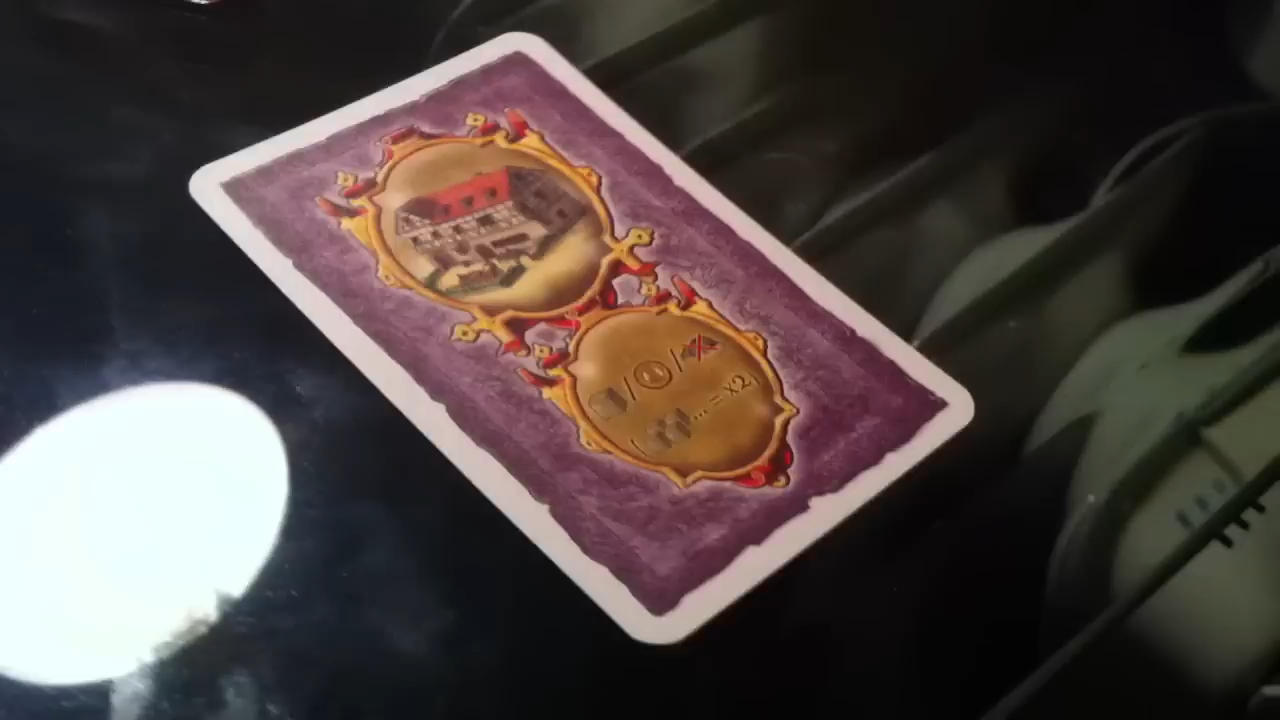 / /
( ... = x2)